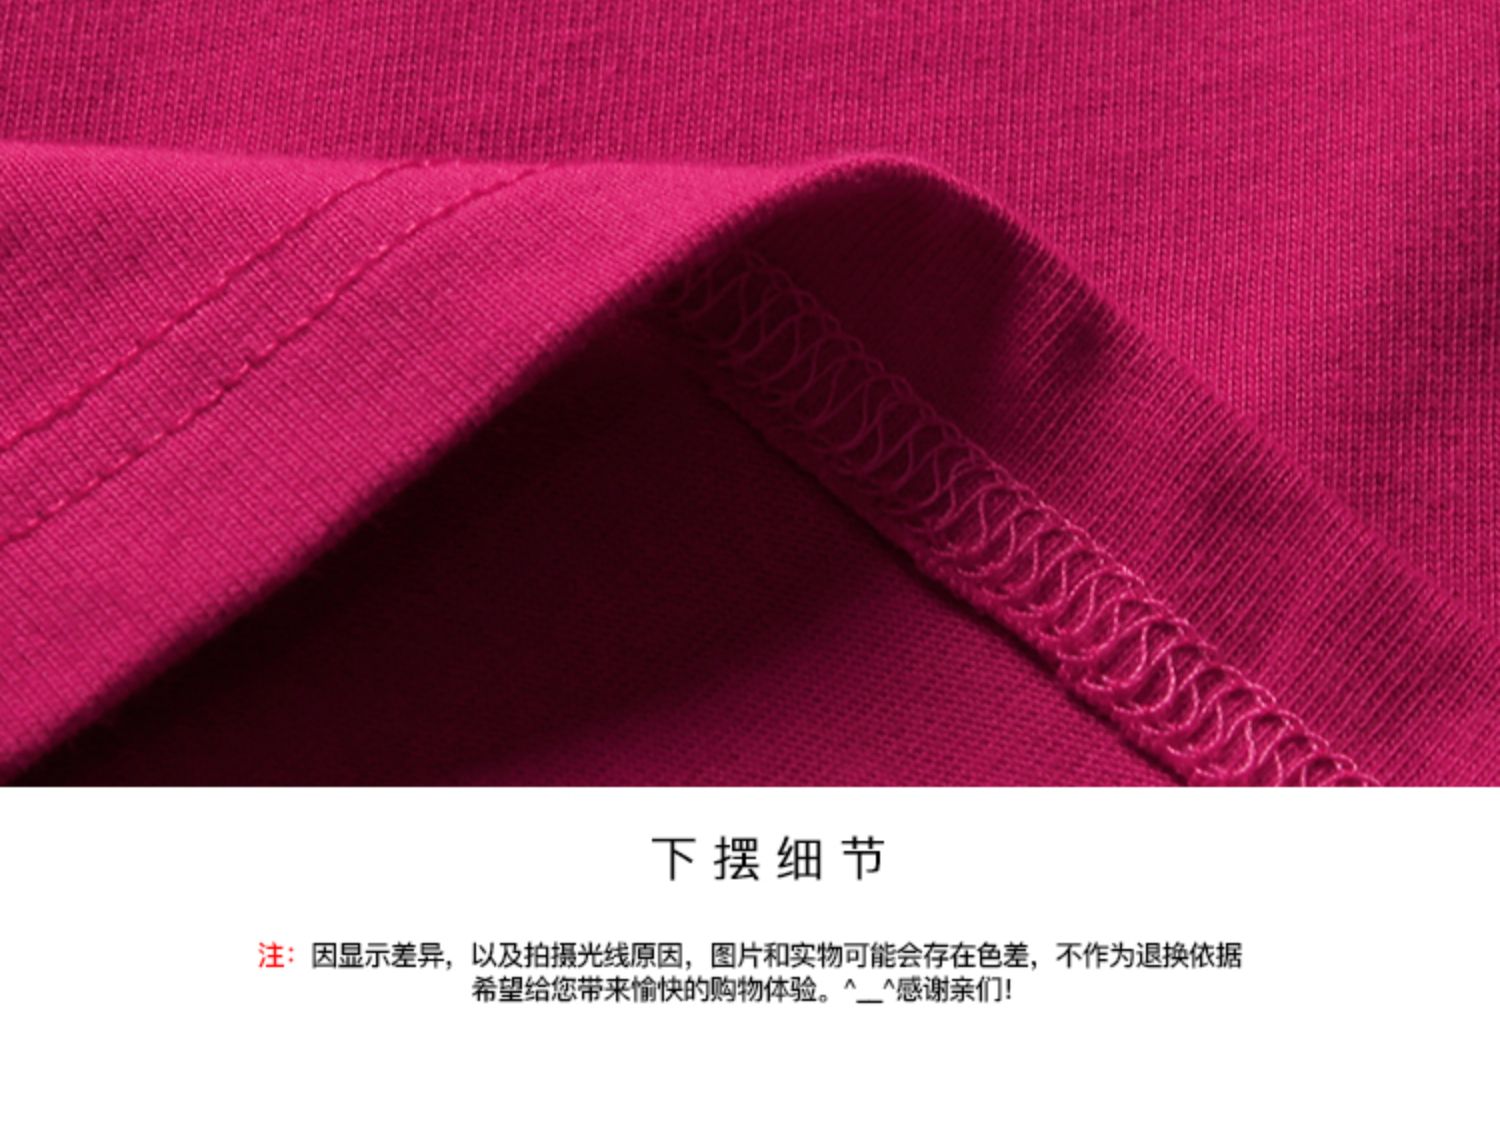 下摆细节
注：因显示差异，以及拍摄光线原因，图片和实物可能会存在色差，不作为退换依据
希望给您带来愉快的购物体验。^__^感谢亲们！